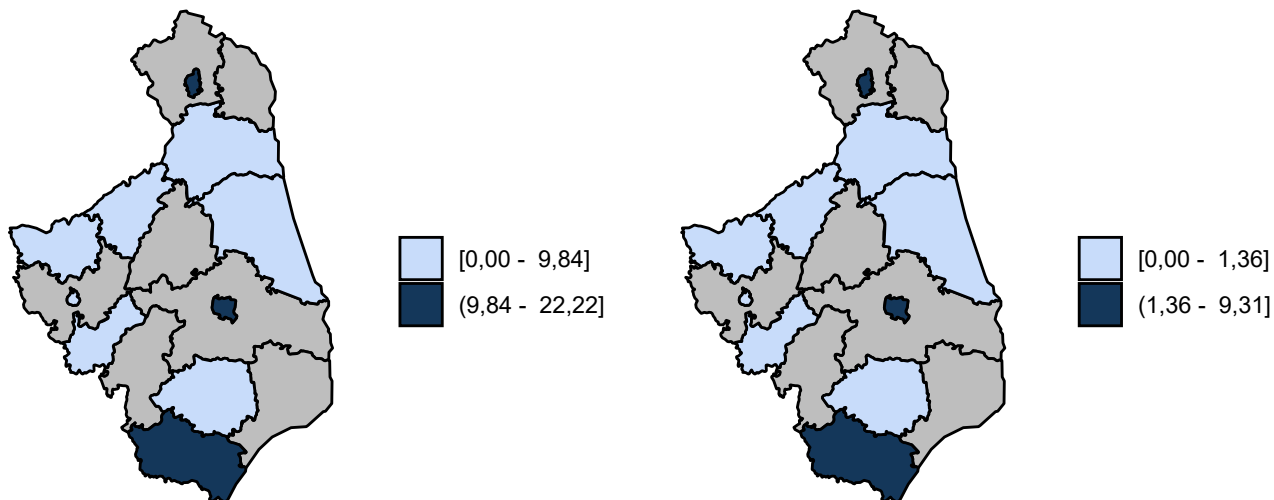 [0,00 - 9,84]
(9,84 - 22,22]
[0,00 - 1,36]
(1,36 - 9,31]